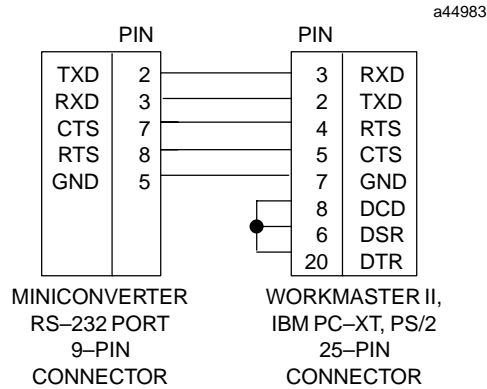 a44983
PIN PIN
TXD 2 3 RXD
RXD 3 2 TXD
CTS 7 4 RTS
RTS 8 5 CTS
GND 5 7 GND
8 DCD
6 DSR
20 DTR
MINICONVERTER WORKMASTER II,
RS–232 PORT IBM PC–XT, PS/2
9–PIN 25–PIN
CONNECTOR CONNECTOR